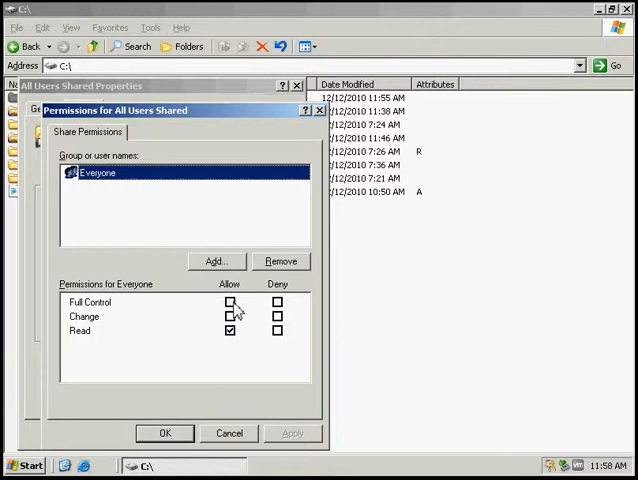 C:\
File Edit View Favorites Tools Help
Back Search Folders
Address C:\ Go
All Users Shared Properties
Date Modified Attributes
Permissions for All Users Shared
Share Permissions
Group or user names:
Everyone
Add... Remove
Permissions for Everyone Allow Deny
Full Control
Change
Read
OK Cancel Apply
12/12/2010 11:55 AM
12/12/2010 11:38 AM
12/12/2010 7:24 AM
12/12/2010 11:46 AM
12/12/2010 7:26 AM R
12/12/2010 7:36 AM
12/12/2010 7:21 AM
12/12/2010 10:50 AM A
Start C:\ 11:58 AM